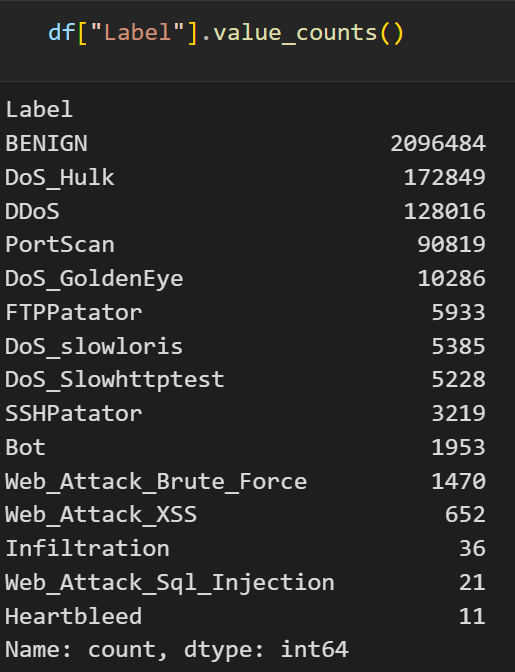 df["Label"].value_counts()
Label
BENIGN 2096484
DoS_Hulk 172849
DDoS 128016
PortScan 90819
DoS_GoldenEye 10286
FTPPatator 5933
DoS_slowloris 5385
DoS_Slowhttptest 5228
SSHPatator 3219
Bot 1953
Web_Attack_Brute_Force 1470
Web_Attack_XSS 652
Infiltration 36
Web_Attack_Sql_Injection 21
Heartbleed 11
Name: count, dtype: int64